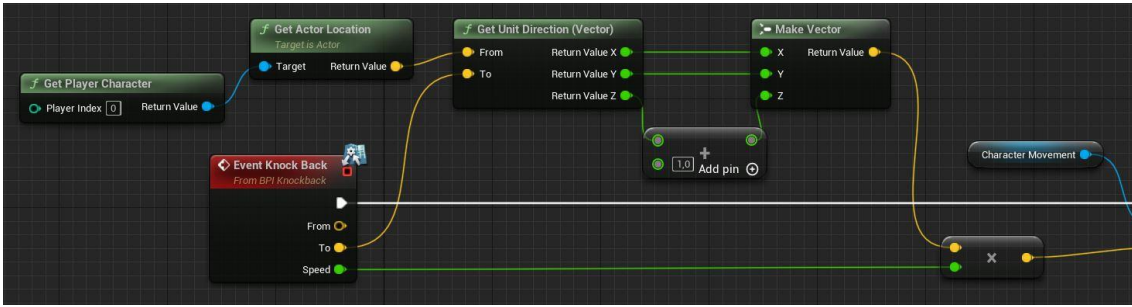 Get Player Character
Player Index 0
Return Value
Get Actor Location
Target is Actor
Target
Return Value
Get Unit Direction (Vector)
From
Return Value X
To
Return Value Y
Return Value Z
Make Vector
X
Return Value
Y
Z
+
1,0
Add pin
Event Knock Back
From BPI Knockback
From
To
Speed
Character Movement
×